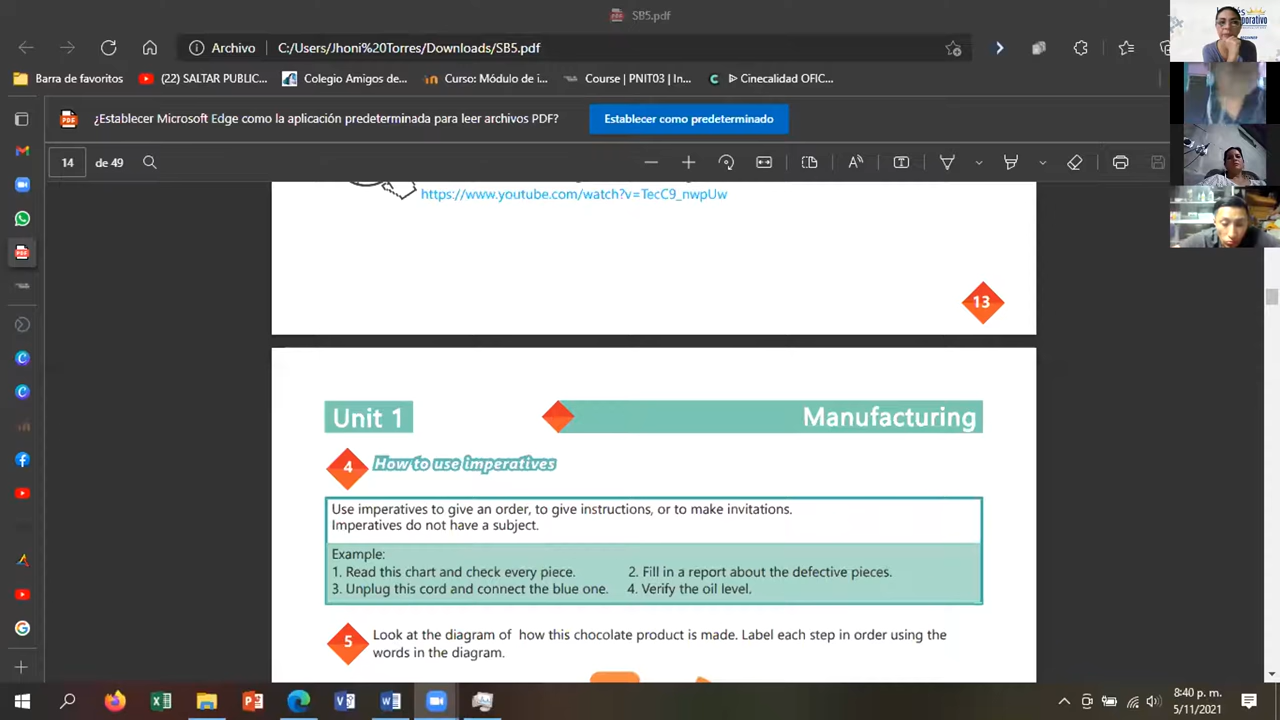 SB5.pdf
Archivo
C:/Users/Jhoni%20Torres/Downloads/SB5.pdf
Barra de favoritos
(22) SALTAR PUBLIC...
Colegio Amigos de...
Curso: Módulo de i...
Course | PNIT03 | In...
ᐅ Cinecalidad OFIC...
¿Establecer Microsoft Edge como la aplicación predeterminada para leer archivos PDF?
Establecer como predeterminado
14
de 49
https://www.youtube.com/watch?v=TecC9_nwpUw
13
Unit 1
Manufacturing
4
How to use imperatives
Use imperatives to give an order, to give instructions, or to make invitations.
Imperatives do not have a subject.
Example:
1. Read this chart and check every piece.
2. Fill in a report about the defective pieces.
3. Unplug this cord and connect the blue one.
4. Verify the oil level.
5
Look at the diagram of how this chocolate product is made. Label each step in order using the
words in the diagram.
8:40 p. m.
5/11/2021